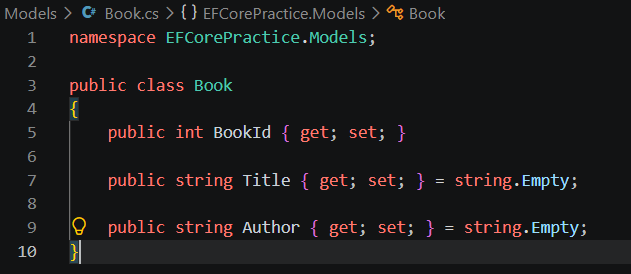 Models > Book.cs > {} EFCorePractice.Models > Book
1 namespace EFCorePractice.Models;
2
3 public class Book
4 {
5 public int BookId { get; set; }
6
7 public string Title { get; set; } = string.Empty;
8
9 public string Author { get; set; } = string.Empty;
10 }